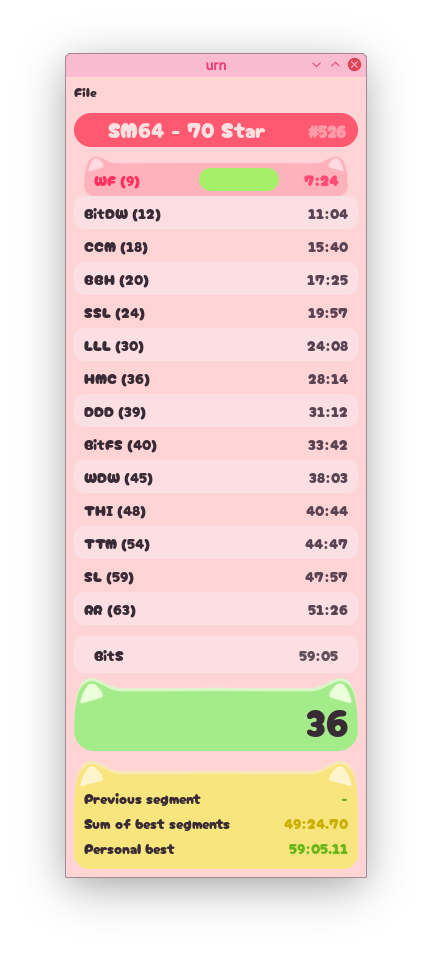 urn
File
SM64 - 70 Star #526
WF (9) 7:24
BitDW (12) 11:04
CCM (18) 15:40
BBH (20) 17:25
SSL (24) 19:57
LLL (30) 24:08
HMC (36) 28:14
DDD (39) 31:12
BitFS (40) 33:42
WDW (45) 38:03
THI (48) 40:44
TTM (54) 44:47
SL (59) 47:57
RR (63) 51:26
BitS 59:05
36
Previous segment -
Sum of best segments 49:24.70
Personal best 59:05.11